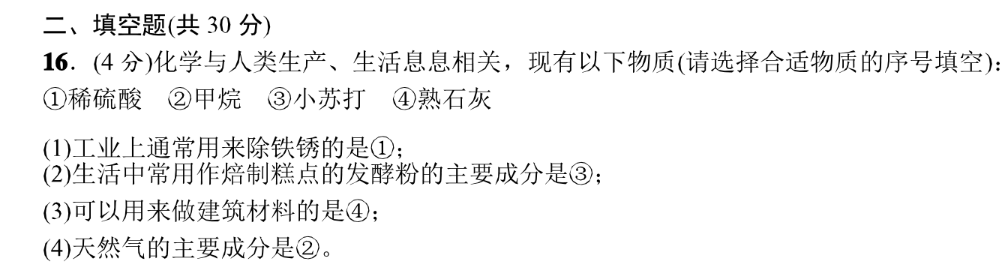 二、填空题(共 30 分)
16．(4 分)化学与人类生产、生活息息相关，现有以下物质(请选择合适物质的序号填空)：
①稀硫酸　②甲烷　③小苏打　④熟石灰
(1)工业上通常用来除铁锈的是①；
(2)生活中常用作焙制糕点的发酵粉的主要成分是③；
(3)可以用来做建筑材料的是④；
(4)天然气的主要成分是②。